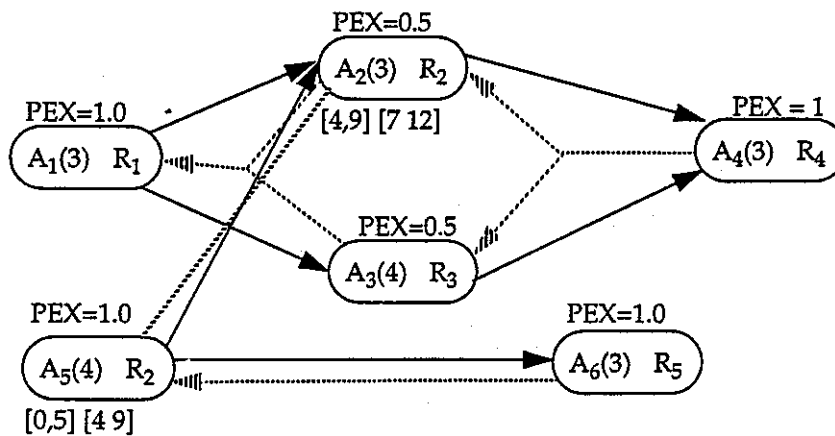 PEX=0.5
A2(3) R2
[4,9] [7 12]
PEX=1.0
A1(3) R1
PEX = 1
A4(3) R4
PEX=0.5
A3(4) R3
PEX=1.0
A5(4) R2
[0,5] [4 9]
PEX=1.0
A6(3) R5